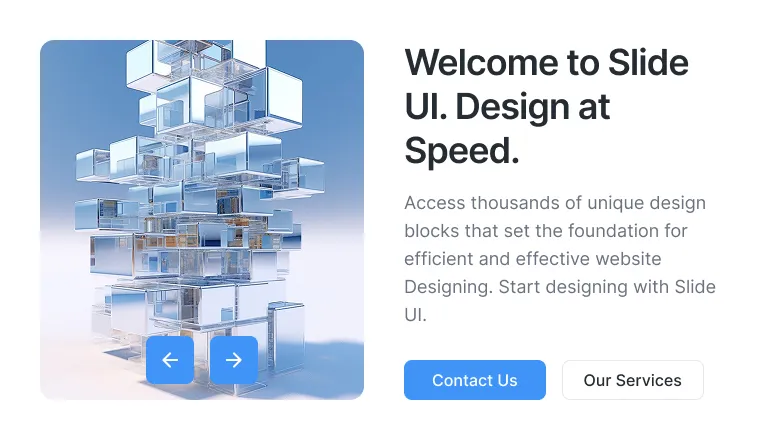 Welcome to Slide
UI. Design at
Speed.
Access thousands of unique design
blocks that set the foundation for
efficient and effective website
Designing. Start designing with Slide
UI.
Contact Us
Our Services